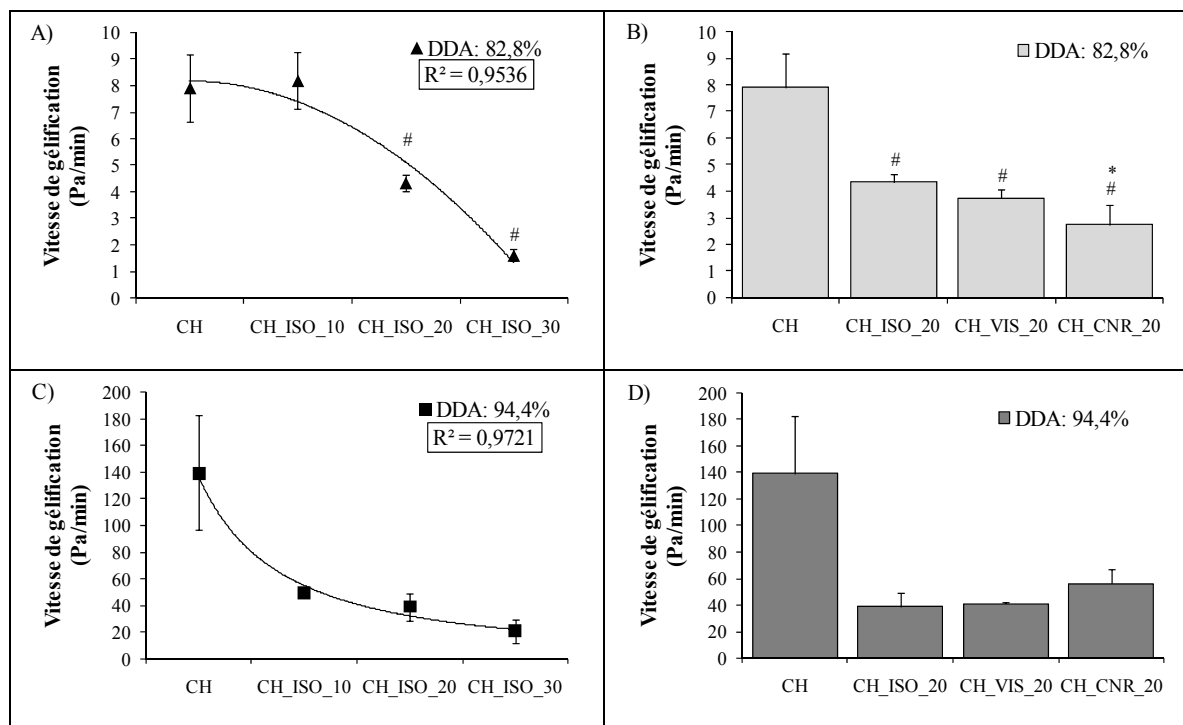 A)
▲ DDA: 82,8%
R² = 0,9536
Vitesse de gélification
(Pa/min)
10
9
8
7
6
5
4
3
2
1
0
#
#
CH
CH_ISO_10
CH_ISO_20
CH_ISO_30
B)
DDA: 82,8%
Vitesse de gélification
(Pa/min)
10
9
8
7
6
5
4
3
2
1
0
#
#
*
#
CH
CH_ISO_20
CH_VIS_20
CH_CNR_20
C)
■ DDA: 94,4%
R² = 0,9721
Vitesse de gélification
(Pa/min)
200
180
160
140
120
100
80
60
40
20
0
CH
CH_ISO_10
CH_ISO_20
CH_ISO_30
D)
DDA: 94,4%
Vitesse de gélification
(Pa/min)
200
180
160
140
120
100
80
60
40
20
0
CH
CH_ISO_20
CH_VIS_20
CH_CNR_20